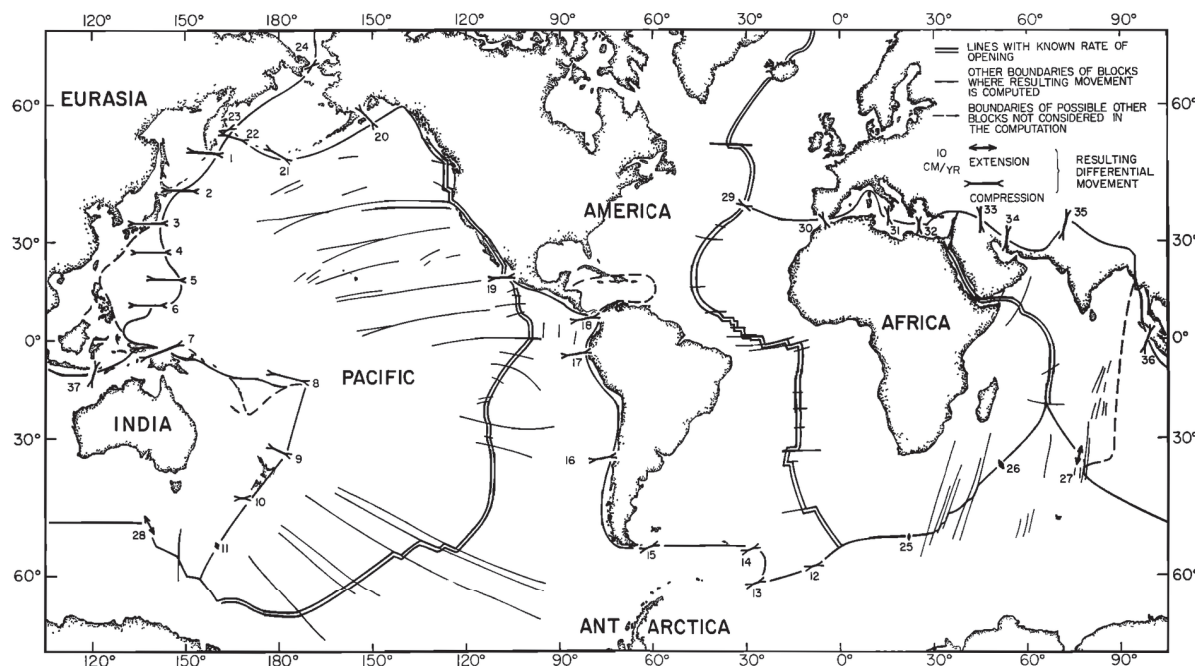 120° 150° 180° 150° 120° 90° 60° 30° 0° 30° 60° 90°
24
LINES WITH KNOWN RATE OF
OPENING
OTHER BOUNDARIES OF BLOCKS
WHERE RESULTING MOVEMENT
IS COMPUTED
BOUNDARIES OF POSSIBLE OTHER
BLOCKS NOT CONSIDERED IN
THE COMPUTATION
10
CM/YR
EXTENSION
COMPRESSION
RESULTING
DIFFERENTIAL
MOVEMENT
EURASIA
60° 60°
23
22
20
21
1
2
3
4
5
6
7
37
30° 30°
29
AMERICA
30
31
32
33
34
35
19
18
17
AFRICA
36
0° 0°
PACIFIC
8
INDIA
9
10
11
28
30° 30°
16
26
27
15
14
13
12
25
60° 60°
ANT ARCTICA
120° 150° 180° 150° 120° 90° 60° 30° 0° 30° 60° 90°